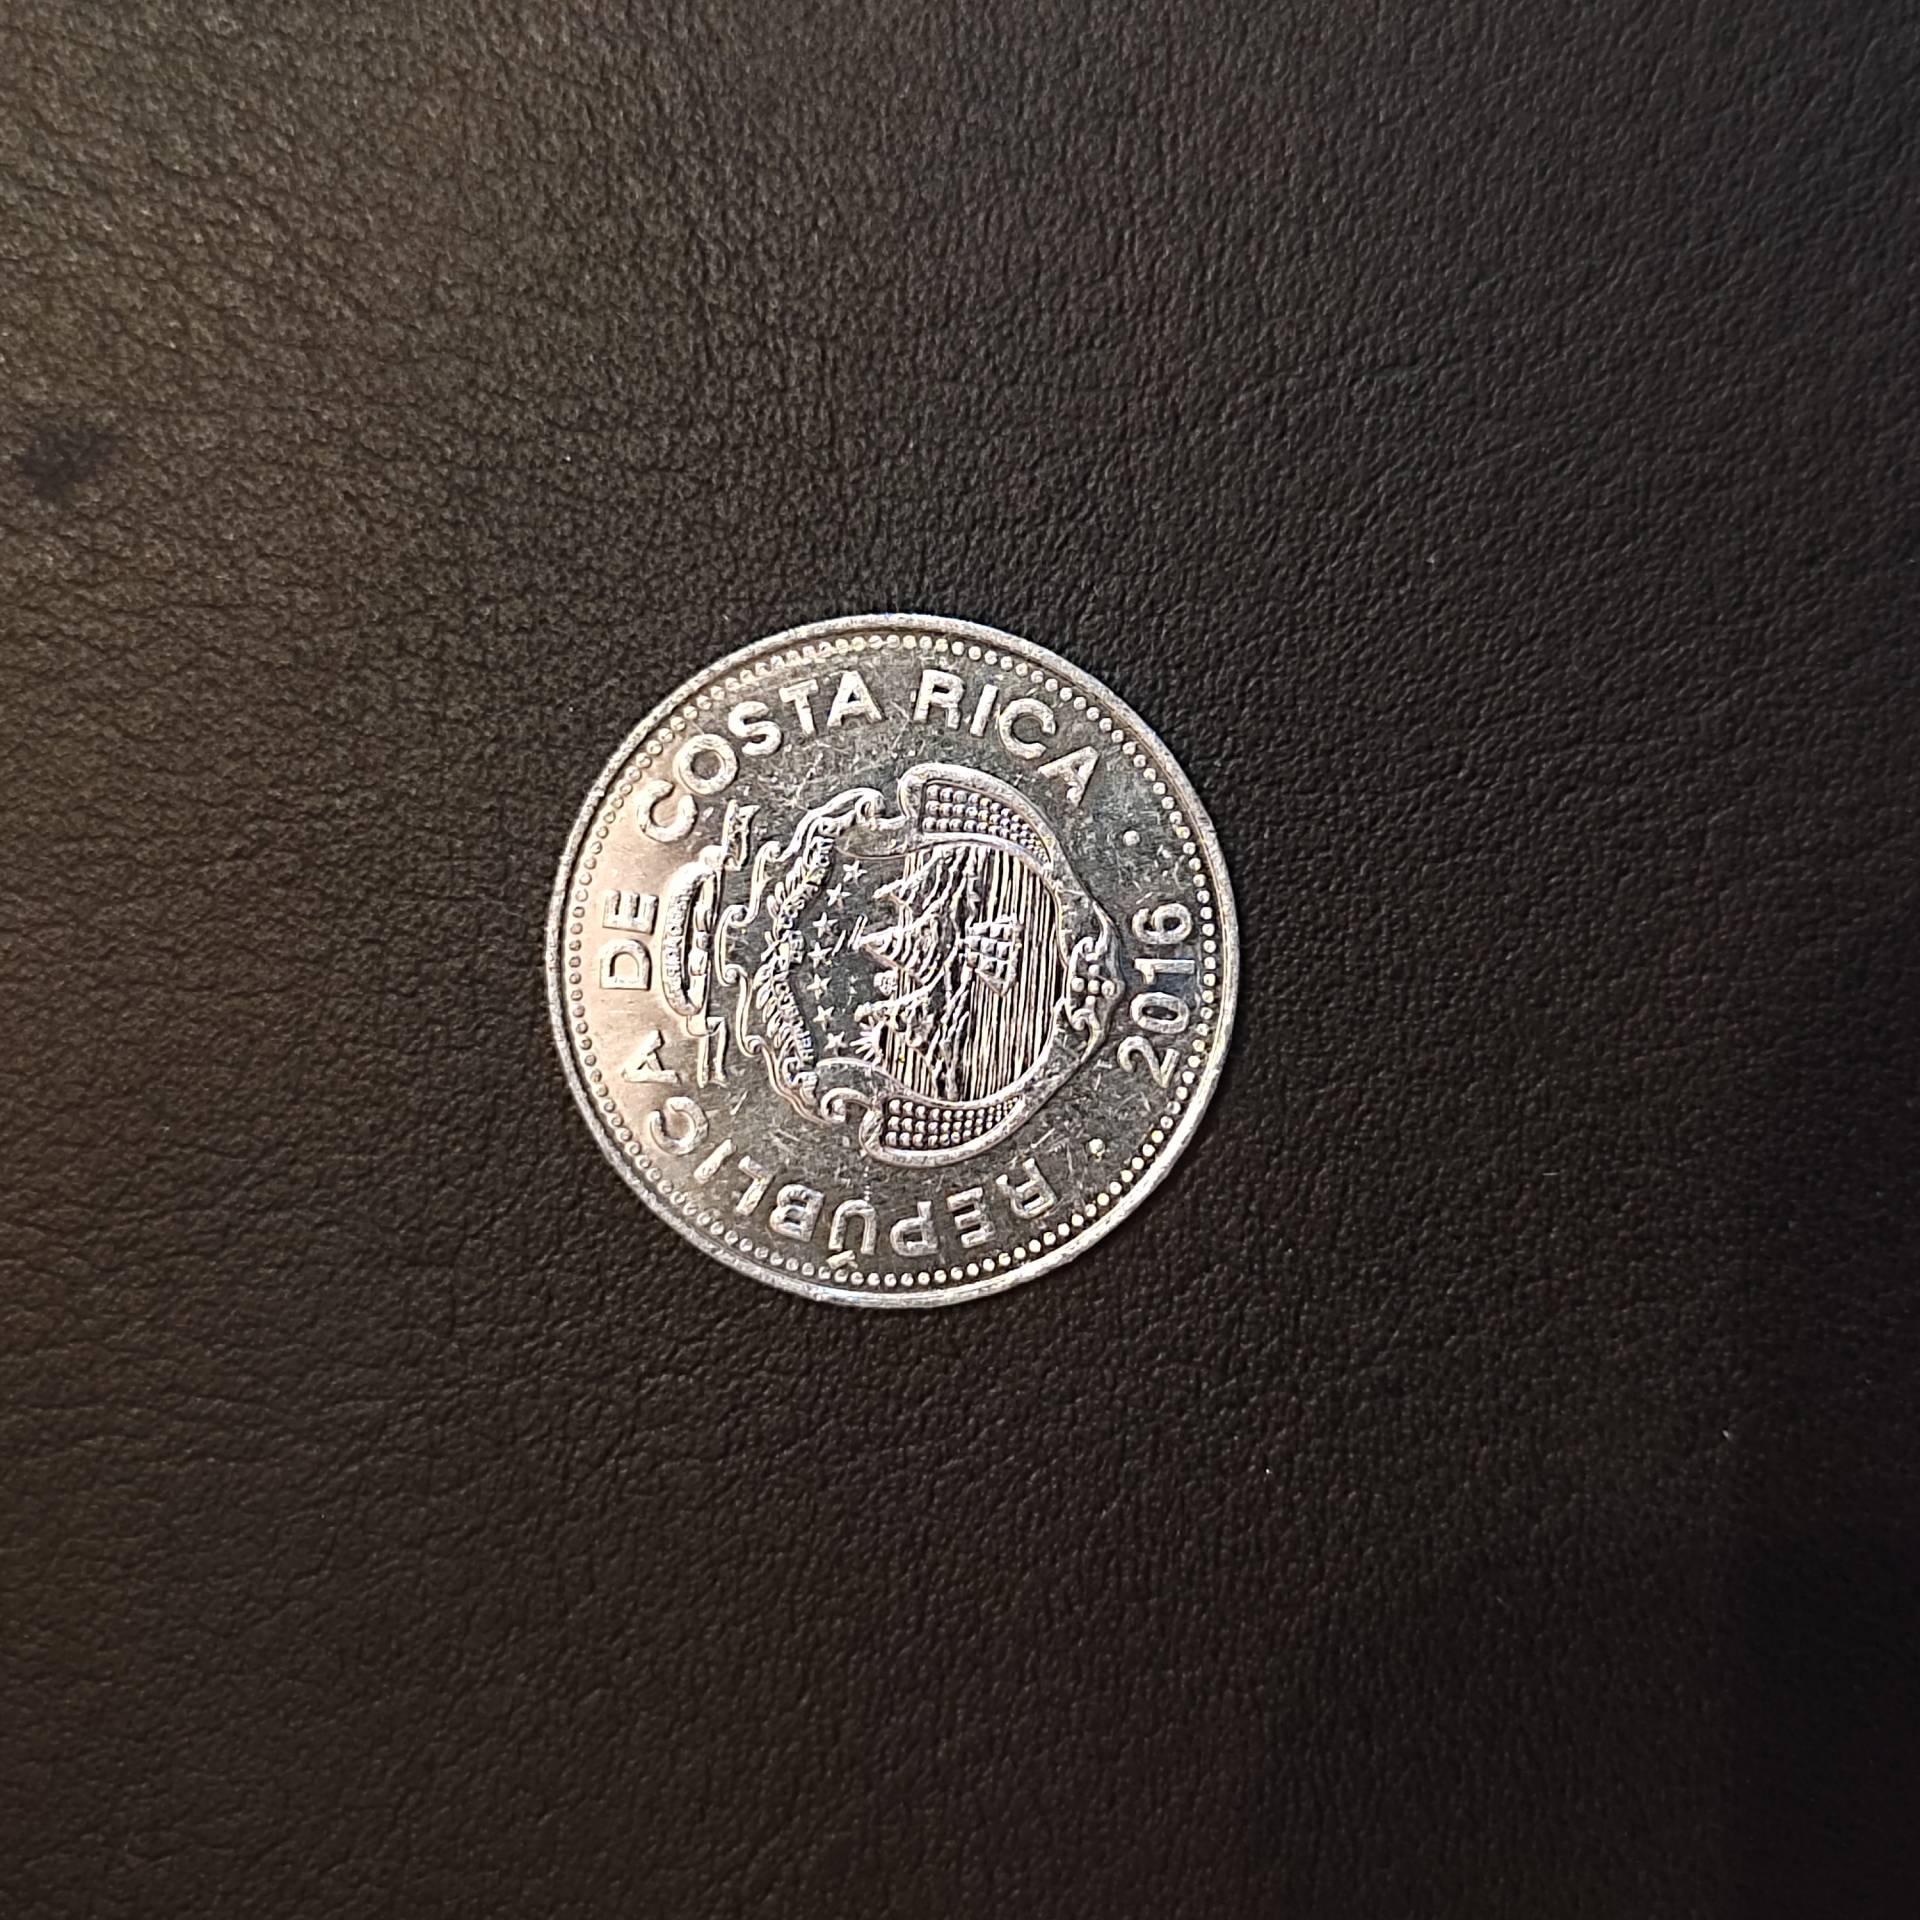 REPÚBLICA DE COSTA RICA
2016